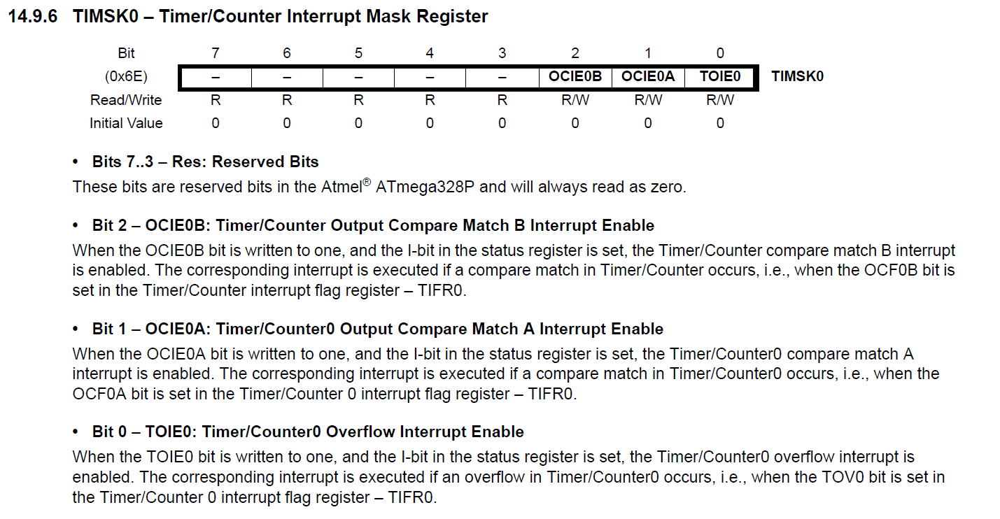 14.9.6 TIMSK0 – Timer/Counter Interrupt Mask Register
Bit 7 6 5 4 3 2 1 0
(0x6E) – – – – – OCIE0B OCIE0A TOIE0 TIMSK0
Read/Write R R R R R R/W R/W R/W
Initial Value 0 0 0 0 0 0 0 0
• Bits 7..3 – Res: Reserved Bits
These bits are reserved bits in the Atmel® ATmega328P and will always read as zero.
• Bit 2 – OCIE0B: Timer/Counter Output Compare Match B Interrupt Enable
When the OCIE0B bit is written to one, and the I-bit in the status register is set, the Timer/Counter compare match B interrupt
is enabled. The corresponding interrupt is executed if a compare match in Timer/Counter occurs, i.e., when the OCF0B bit is
set in the Timer/Counter interrupt flag register – TIFR0.
• Bit 1 – OCIE0A: Timer/Counter0 Output Compare Match A Interrupt Enable
When the OCIE0A bit is written to one, and the I-bit in the status register is set, the Timer/Counter0 compare match A
interrupt is enabled. The corresponding interrupt is executed if a compare match in Timer/Counter0 occurs, i.e., when the
OCF0A bit is set in the Timer/Counter 0 interrupt flag register – TIFR0.
• Bit 0 – TOIE0: Timer/Counter0 Overflow Interrupt Enable
When the TOIE0 bit is written to one, and the I-bit in the status register is set, the Timer/Counter0 overflow interrupt is
enabled. The corresponding interrupt is executed if an overflow in Timer/Counter0 occurs, i.e., when the TOV0 bit is set in
the Timer/Counter 0 interrupt flag register – TIFR0.